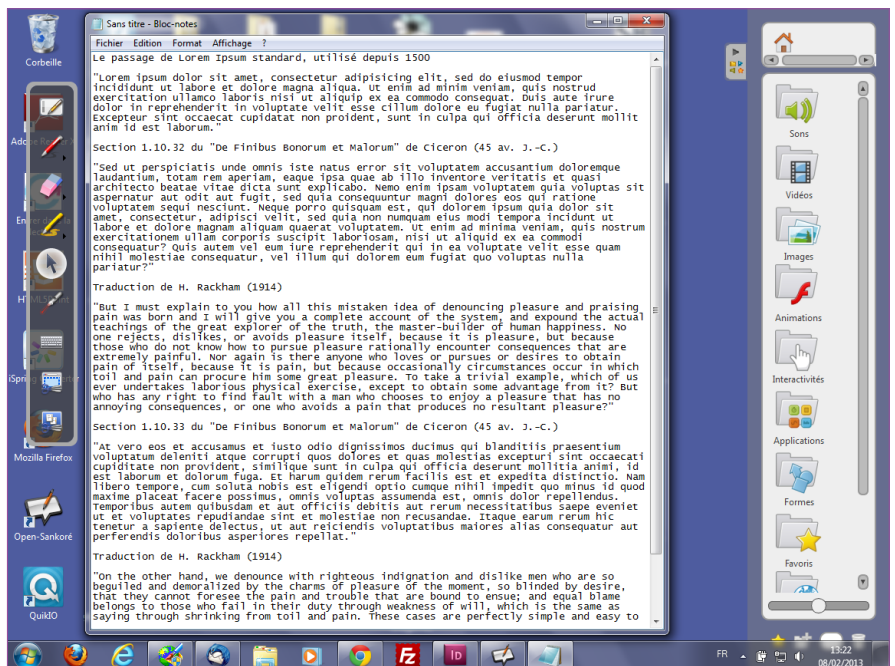 Sans titre - Bloc-notes
Fichier Edition Format Affichage ?
Le passage de Lorem Ipsum standard, utilisé depuis 1500
"Lorem ipsum dolor sit amet, consectetur adipisicing elit, sed do eiusmod tempor
incididunt ut labore et dolore magna aliqua. Ut enim ad minim veniam, quis nostrud
exercitation ullamco laboris nisi ut aliquip ex ea commodo consequat. Duis aute irure
dolor in reprehenderit in voluptate velit esse cillum dolore eu fugiat nulla pariatur.
Excepteur sint occaecat cupidatat non proident, sunt in culpa qui officia deserunt mollit
anim id est laborum."
Section 1.10.32 du "De Finibus Bonorum et Malorum" de Ciceron (45 av. J.-C.)
"Sed ut perspiciatis unde omnis iste natus error sit voluptatem accusantium doloremque
laudantium, totam rem aperiam, eaque ipsa quae ab illo inventore veritatis et quasi
architecto beatae vitae dicta sunt explicabo. Nemo enim ipsam voluptatem quia voluptas sit
aspernatur aut odit aut fugit, sed quia consequuntur magni dolores eos qui ratione
voluptatem sequi nesciunt. Neque porro quisquam est, qui dolorem ipsum quia dolor sit
amet, consectetur, adipisci velit, sed quia non numquam eius modi tempora incidunt ut
labore et dolore magnam aliquam quaerat voluptatem. Ut enim ad minima veniam, quis nostrum
exercitationem ullam corporis suscipit laboriosam, nisi ut aliquid ex ea commodi
consequatur? Quis autem vel eum iure reprehenderit qui in ea voluptate velit esse quam
nihil molestiae consequatur, vel illum qui dolorem eum fugiat quo voluptas nulla
pariatur?"
Traduction de H. Rackham (1914)
"But I must explain to you how all this mistaken idea of denouncing pleasure and praising
pain was born and I will give you a complete account of the system, and expound the actual
teachings of the great explorer of the truth, the master-builder of human happiness. No
one rejects, dislikes, or avoids pleasure itself, because it is pleasure, but because
those who do not know how to pursue pleasure rationally encounter consequences that are
extremely painful. Nor again is there anyone who loves or pursues or desires to obtain
pain of itself, because it is pain, but because occasionally circumstances occur in which
toil and pain can procure him some great pleasure. To take a trivial example, which of us
ever undertakes laborious physical exercise, except to obtain some advantage from it? But
who has any right to find fault with a man who chooses to enjoy a pleasure that has no
annoying consequences, or one who avoids a pain that produces no resultant pleasure?"
Section 1.10.33 du "De Finibus Bonorum et Malorum" de Ciceron (45 av. J.-C.)
"At vero eos et accusamus et iusto odio dignissimos ducimus qui blanditiis praesentium
voluptatum deleniti atque corrupti quos dolores et quas molestias excepturi sint occaecati
cupiditate non provident, similique sunt in culpa qui officia deserunt mollitia animi, id
est laborum et dolorum fuga. Et harum quidem rerum facilis est et expedita distinctio. Nam
libero tempore, cum soluta nobis est eligendi optio cumque nihil impedit quo minus id quod
maxime placeat facere possimus, omnis voluptas assumenda est, omnis dolor repellendus.
Temporibus autem quibusdam et aut officiis debitis aut rerum necessitatibus saepe eveniet
ut et voluptates repudiandae sint et molestiae non recusandae. Itaque earum rerum hic
tenetur a sapiente delectus, ut aut reiciendis voluptatibus maiores alias consequatur aut
perferendis doloribus asperiores repellat."
Traduction de H. Rackham (1914)
"On the other hand, we denounce with righteous indignation and dislike men who are so
beguiled and demoralized by the charms of pleasure of the moment, so blinded by desire,
that they cannot foresee the pain and trouble that are bound to ensue; and equal blame
belongs to those who fail in their duty through weakness of will, which is the same as
saying through shrinking from toil and pain. These cases are perfectly simple and easy to
Corbeille
Mozilla Firefox
Open-Sankoré
QuikIO
Sons
Vidéos
Images
Animations
Interactivités
Applications
Formes
Favoris
Fz
Id
FR
13:22
08/02/2013